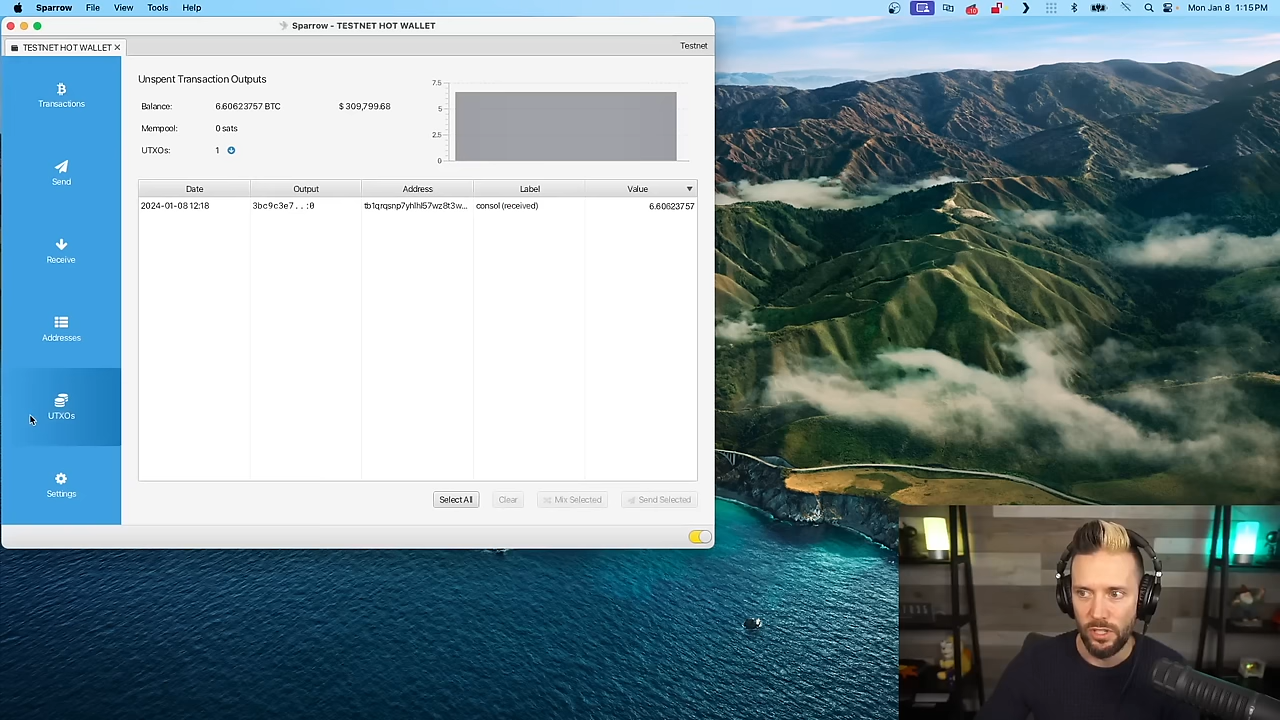 Sparrow File View Tools Help
Mon Jan 8 1:15PM
Sparrow - TESTNET HOT WALLET
TESTNET HOT WALLET
Testnet
Transactions
Send
Receive
Addresses
UTXOs
Settings
Unspent Transaction Outputs
Balance: 6.60623757 BTC $ 309,799.68
Mempool: 0 sats
UTXOs: 1
7.5
5
2.5
0
Date Output Address Label Value
2024-01-08 12:18 3bc9c3e7..:0 tb1qrqsnp7yhlhl57wz8t3w... consol (received) 6.60623757
Select All Clear Mix Selected Send Selected